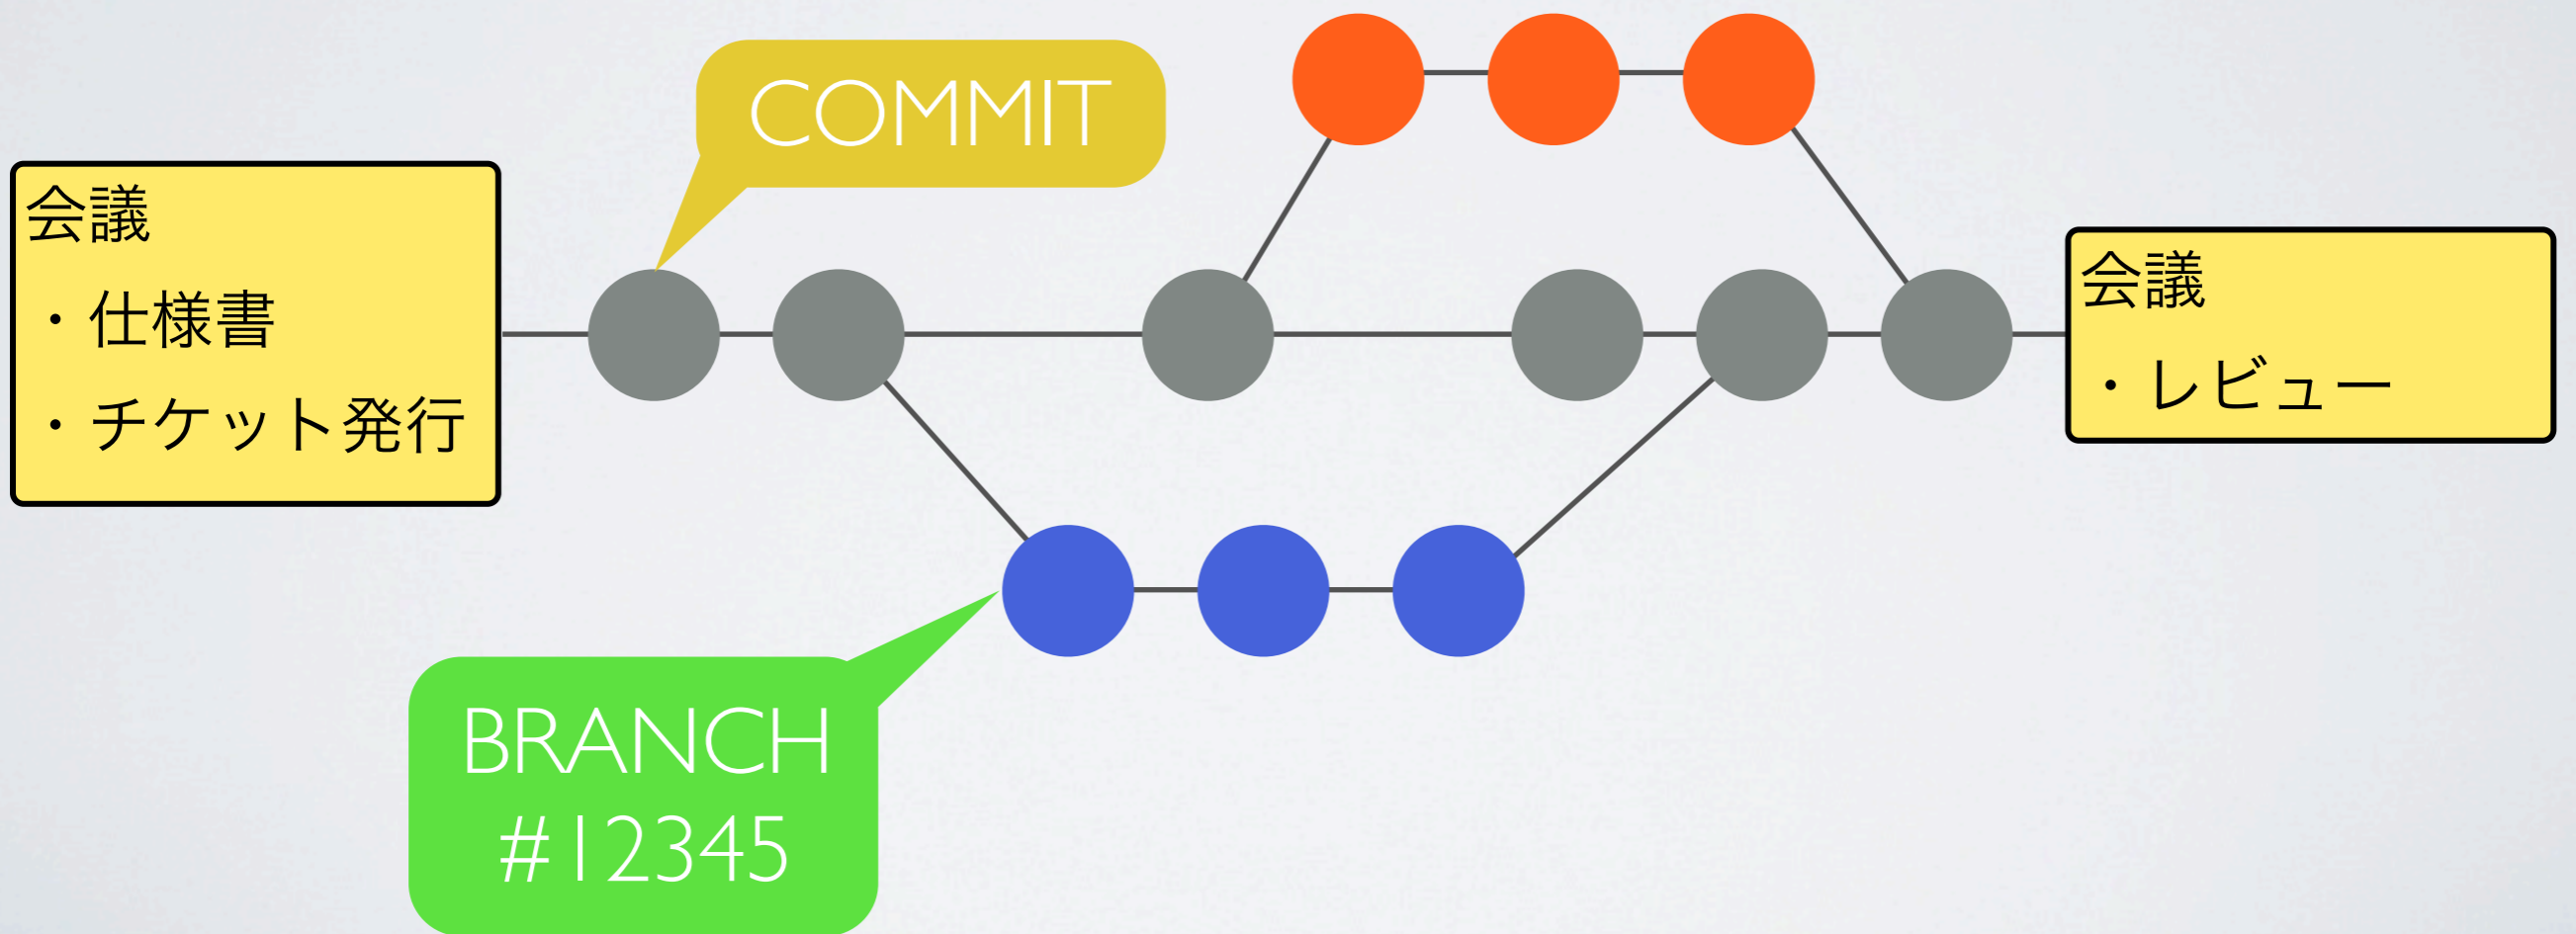 会議
・仕様書
・チケット発行
COMMIT
BRANCH
#12345
会議
・レビュー